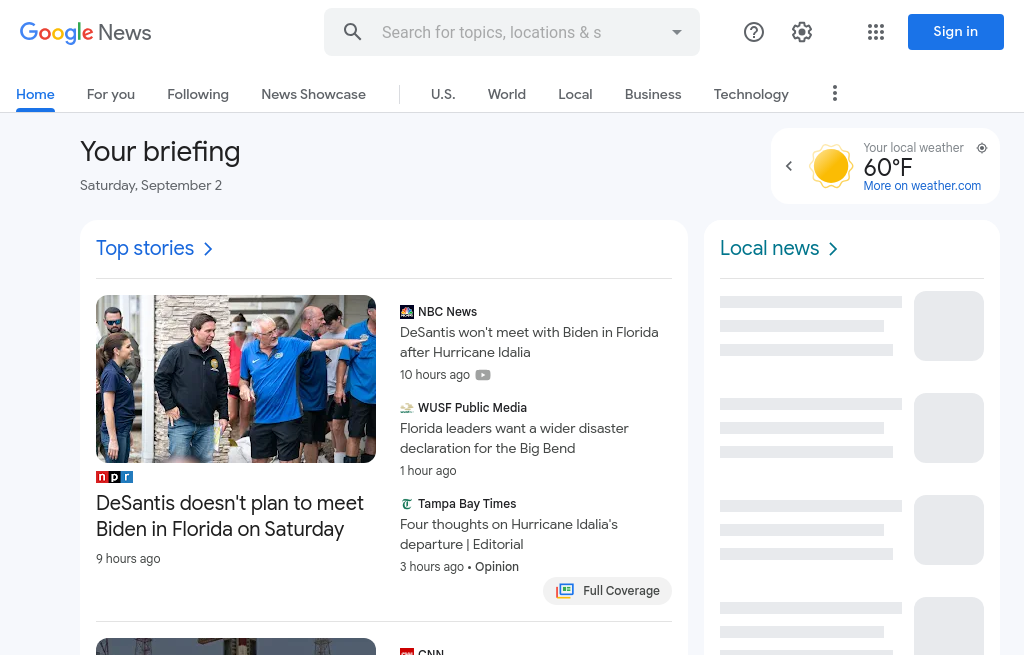 Google News
Search for topics, locations & s
Sign in
Home
For you
Following
News Showcase
U.S.
World
Local
Business
Technology
Your briefing
Saturday, September 2
Your local weather
60°F
More on weather.com
Top stories
npr
DeSantis doesn't plan to meet
Biden in Florida on Saturday
9 hours ago
NBC News
DeSantis won't meet with Biden in Florida
after Hurricane Idalia
10 hours ago
WUSF Public Media
Florida leaders want a wider disaster
declaration for the Big Bend
1 hour ago
Tampa Bay Times
Four thoughts on Hurricane Idalia's
departure | Editorial
3 hours ago • Opinion
Full Coverage
CNN
Local news